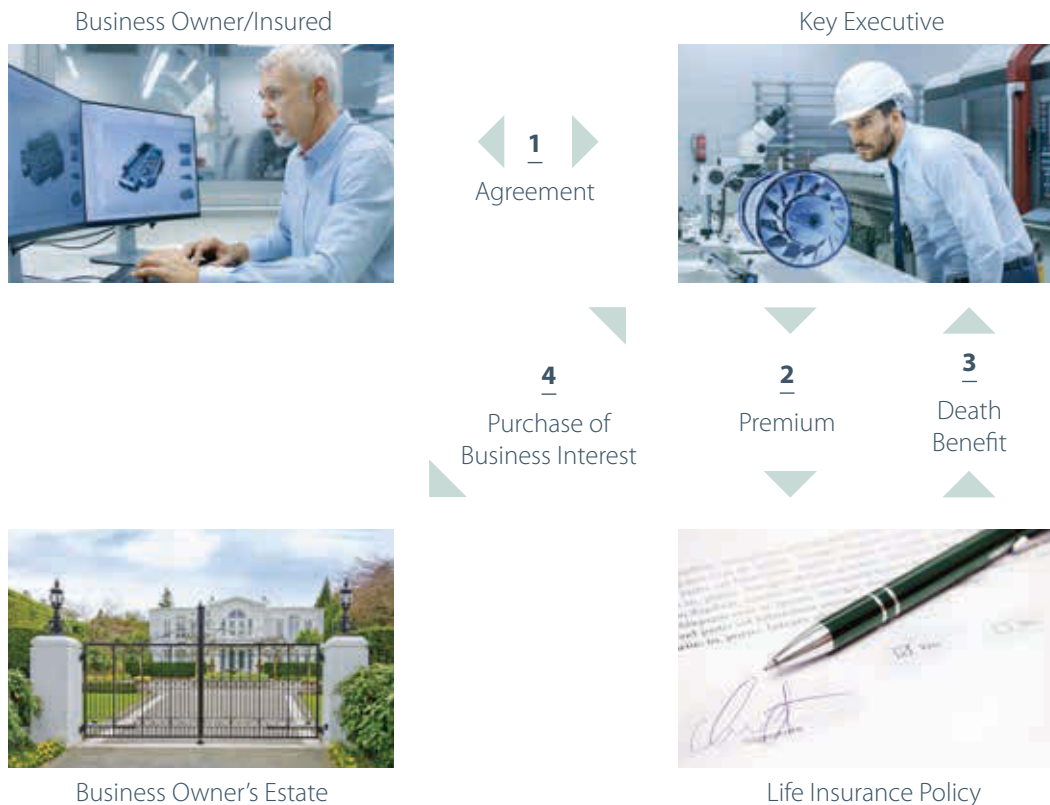 Business Owner/Insured
Key Executive
1
Agreement
4
Purchase of
Business Interest
2
Premium
3
Death
Benefit
Business Owner's Estate
Life Insurance Policy